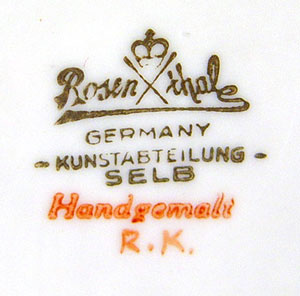 Rosenthal
GERMANY
- KUNSTABTEILUNG -
SELB
Handgemalt
R.K.